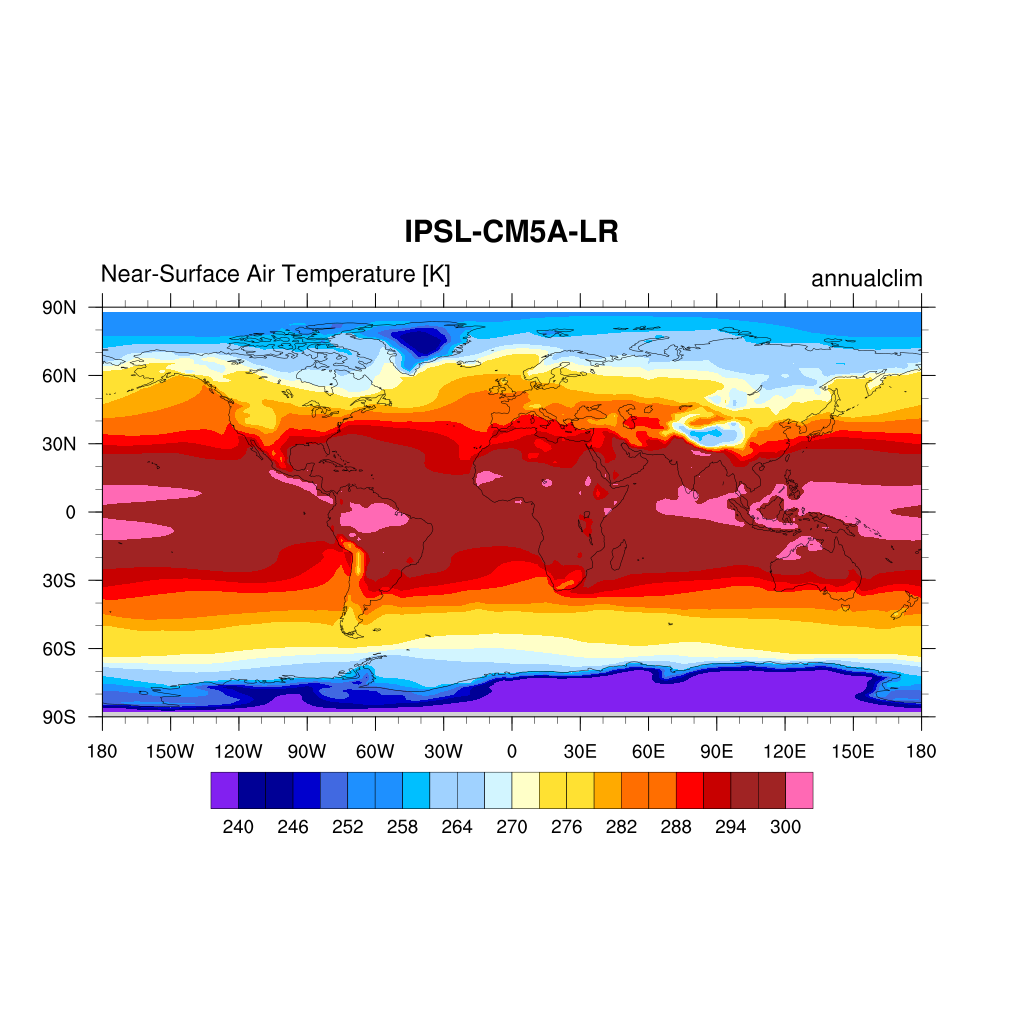 IPSL-CM5A-LR
Near-Surface Air Temperature [K]
annualclim
90N
60N
30N
0
30S
60S
90S
180 150W 120W 90W 60W 30W 0 30E 60E 90E 120E 150E 180
240 246 252 258 264 270 276 282 288 294 300